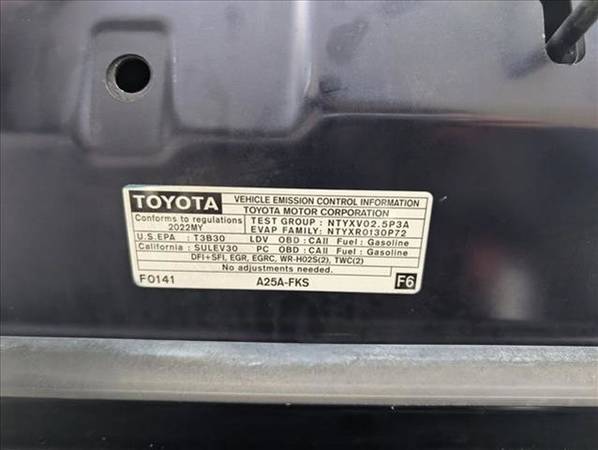 TOYOTA
VEHICLE EMISSION CONTROL INFORMATION
TOYOTA MOTOR CORPORATION
Conforms to regulations
2022MY
TEST GROUP : NTYXV02.5P3A
EVAP FAMILY: NTYXR0130P72
U.S.EPA : T3B30 LDV OBD : CAII Fuel : Gasoline
California : SULEV30 PC OBD : CAII Fuel : Gasoline
DFI+SFI, EGR, EGRC, WR-HO2S(2), TWC(2)
No adjustments needed.
F0141 A25A-FKS F6